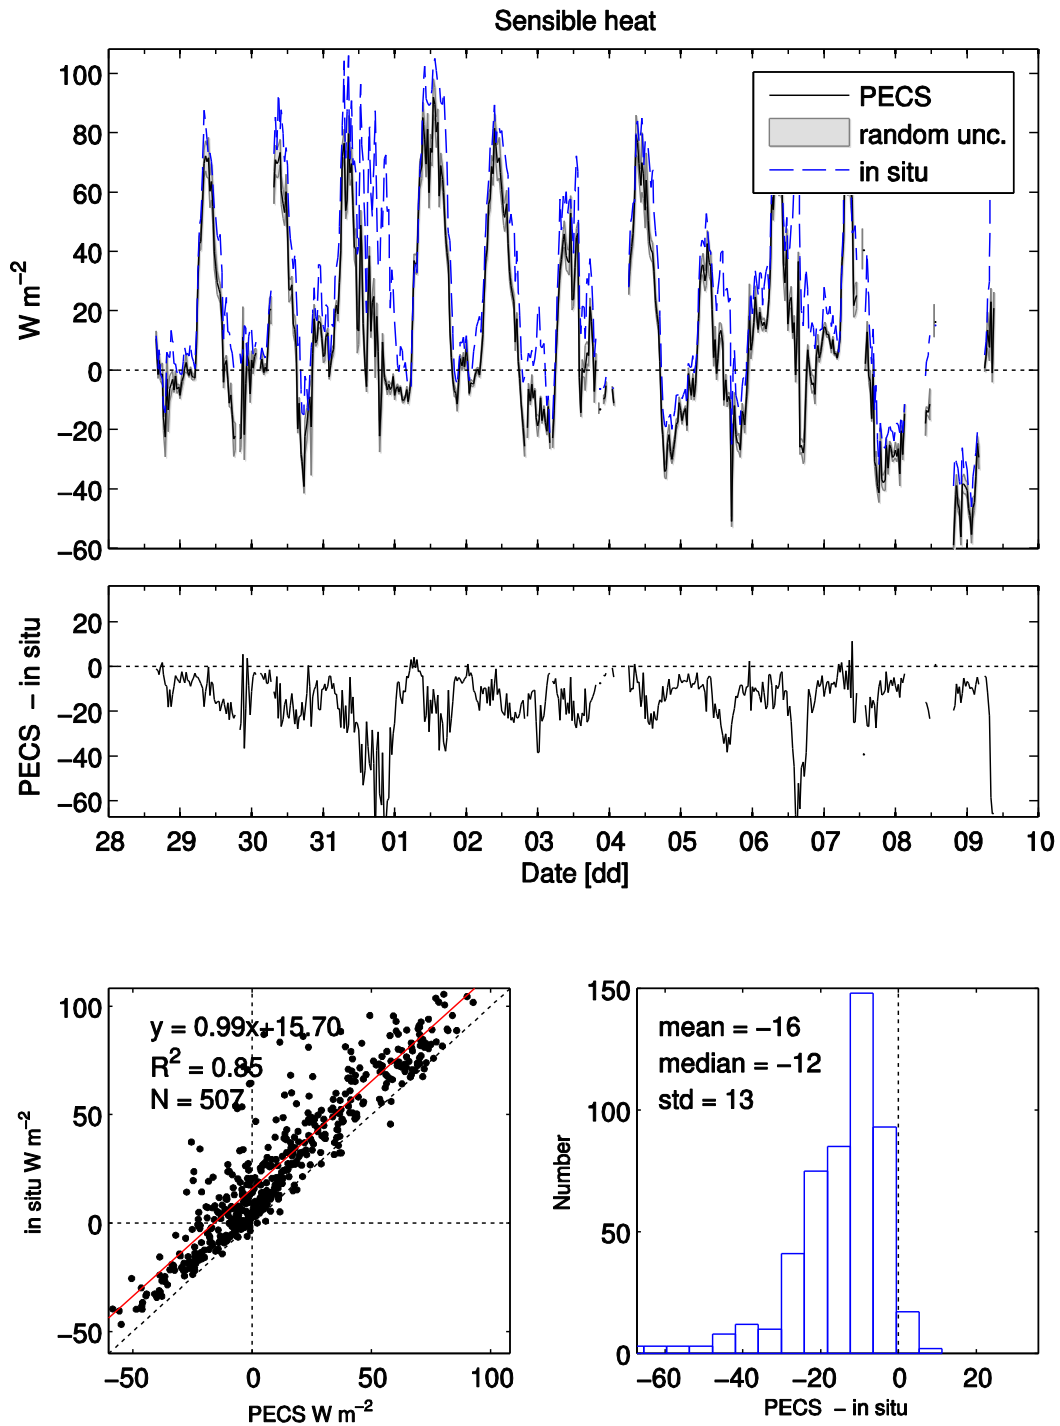 Sensible heat
100
80
60
40
20
0
−20
−40
−60
W m−2
PECS
random unc.
in situ
20
0
−20
−40
−60
PECS − in situ
28 29 30 31 01 02 03 04 05 06 07 08 09 10
Date [dd]
100
50
0
−50
in situ W m−2
y = 0.99x+15.70
R2 = 0.85
N = 507
−50 0 50 100
PECS W m−2
150
100
50
0
Number
mean = −16
median = −12
std = 13
−60 −40 −20 0 20
PECS − in situ